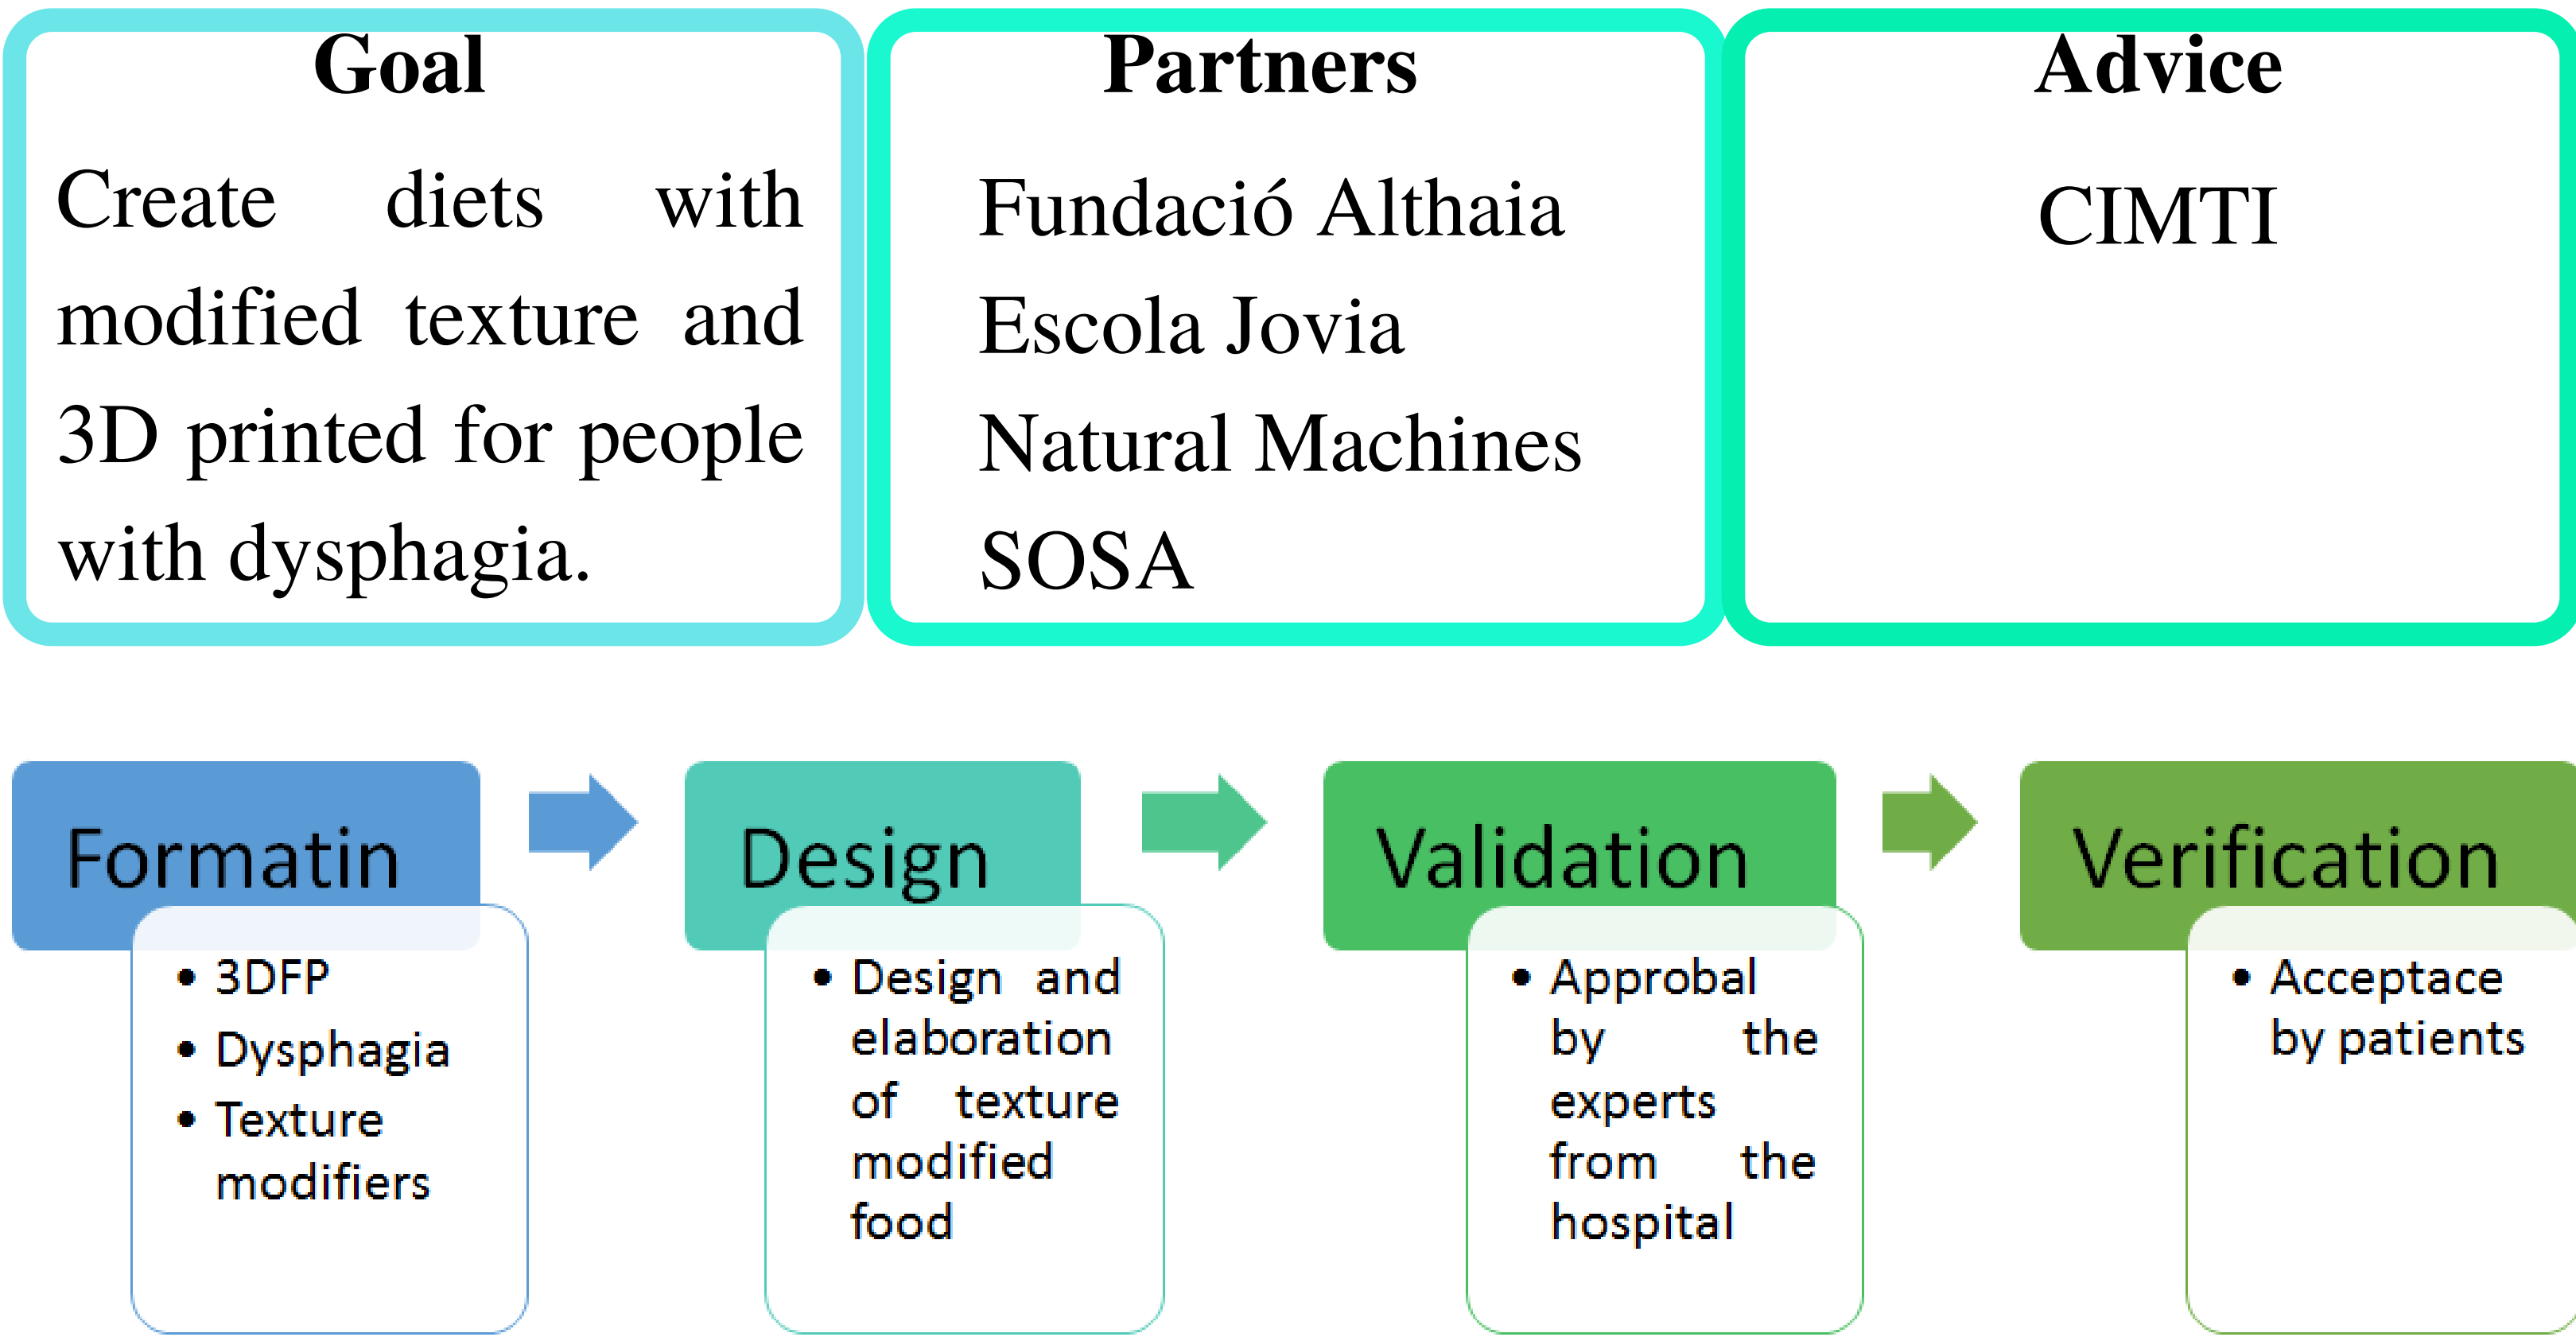 Goal
Create diets with
modified texture and
3D printed for people
with dysphagia.
Partners
Fundació Althaia
Escola Jovia
Natural Machines
SOSA
Advice
CIMTI
Formatin
• 3DFP
• Dysphagia
• Texture
modifiers
Design
• Design and
elaboration
of texture
modified
food
Validation
• Approbal
by the
experts
from the
hospital
Verification
• Acceptace
by patients